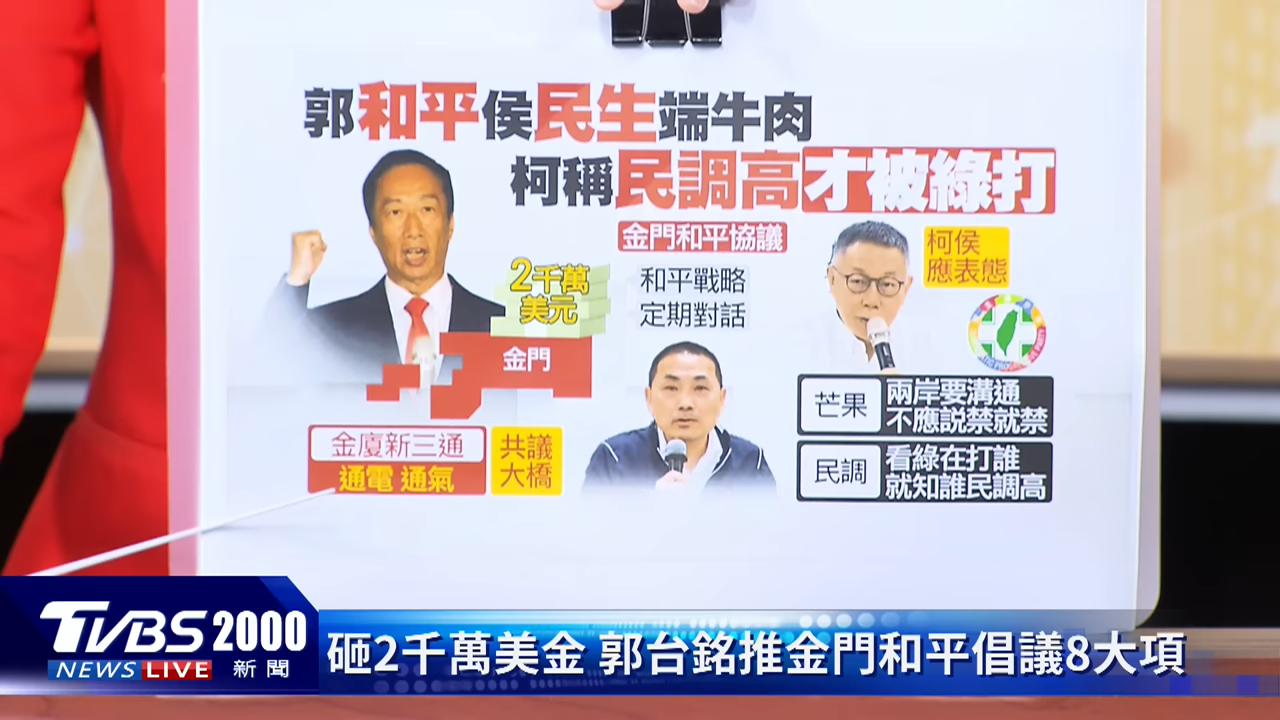 郭和平侯民生端牛肉
柯稱民調高才被綠打
金門和平協議
和平戰略
定期對話
2千萬
美元
金門
金廈新三通
通電 通氣
共議
大橋
柯侯
應表態
芒果
兩岸要溝通
不應説禁就禁
民調
看綠在打誰
就知誰民調高
TVBS 2000
NEWS LIVE 新聞
砸2千萬美金 郭台銘推金門和平倡議8大項